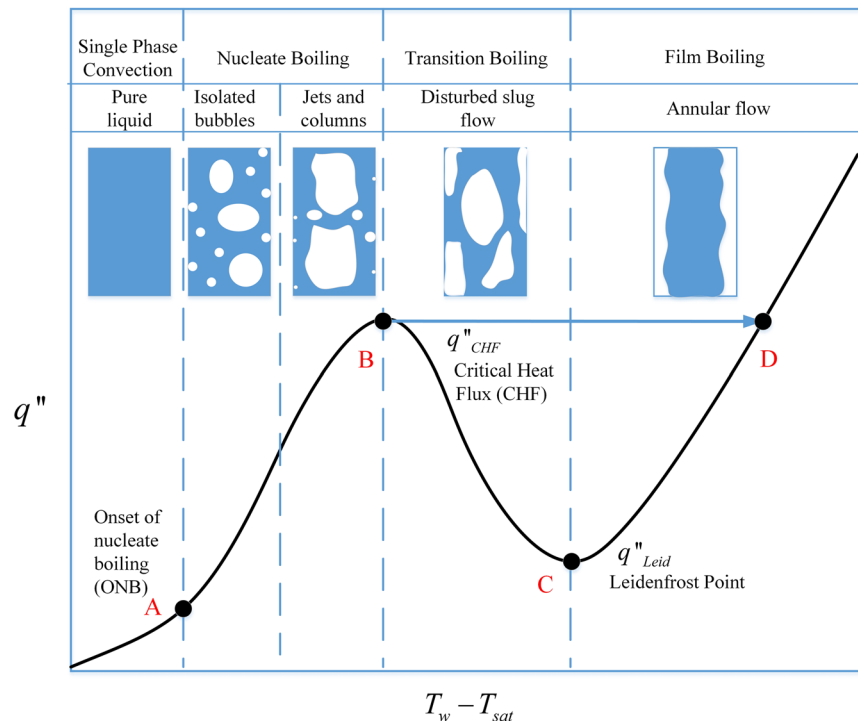 Single Phase
Convection
Nucleate Boiling
Transition Boiling
Film Boiling
Pure
liquid
Isolated
bubbles
Jets and
columns
Disturbed slug
flow
Annular flow
B
q"CHF
Critical Heat
Flux (CHF)
D
q"
Onset of
nucleate
boiling
(ONB)
A
C
q"Leid
Leidenfrost Point
Tw − Tsat